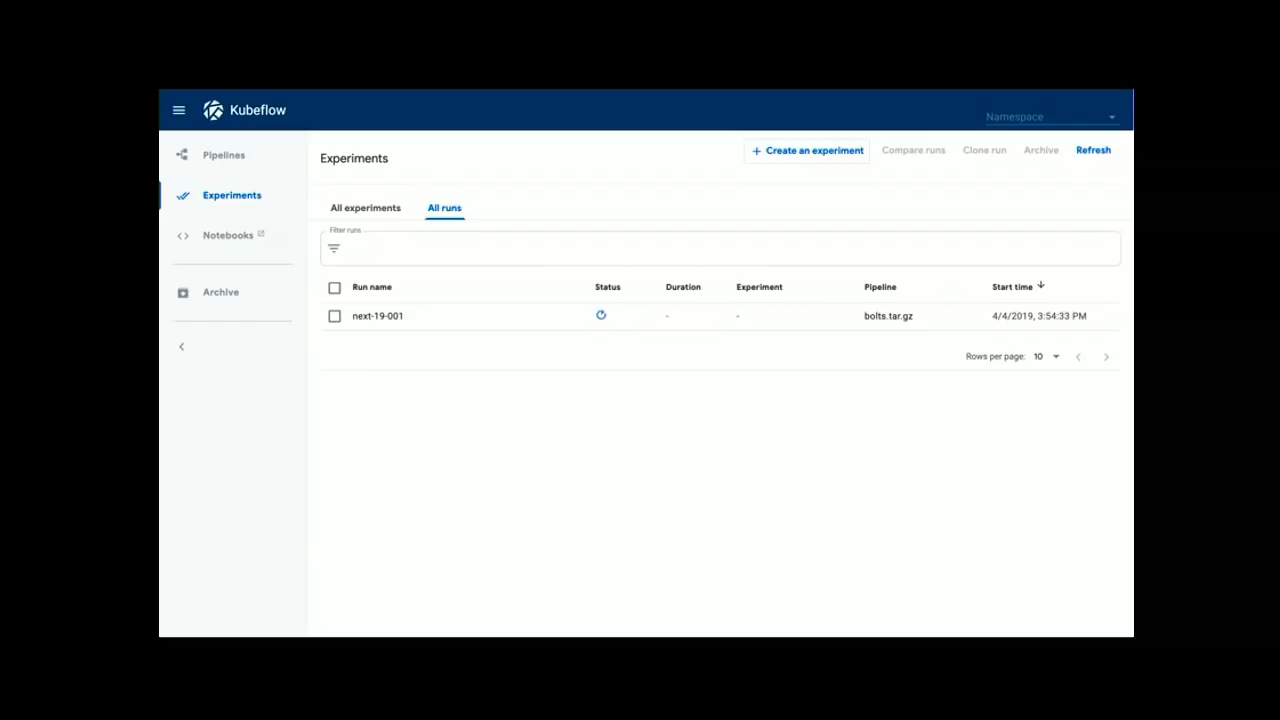 Kubeflow
Namespace
Pipelines
Experiments
Notebooks
Archive
Experiments
+ Create an experiment Compare runs Clone run Archive Refresh
All experiments All runs
Filter runs
Run name Status Duration Experiment Pipeline Start time
next-19-001 - - bolts.tar.gz 4/4/2019, 3:54:33 PM
Rows per page: 10